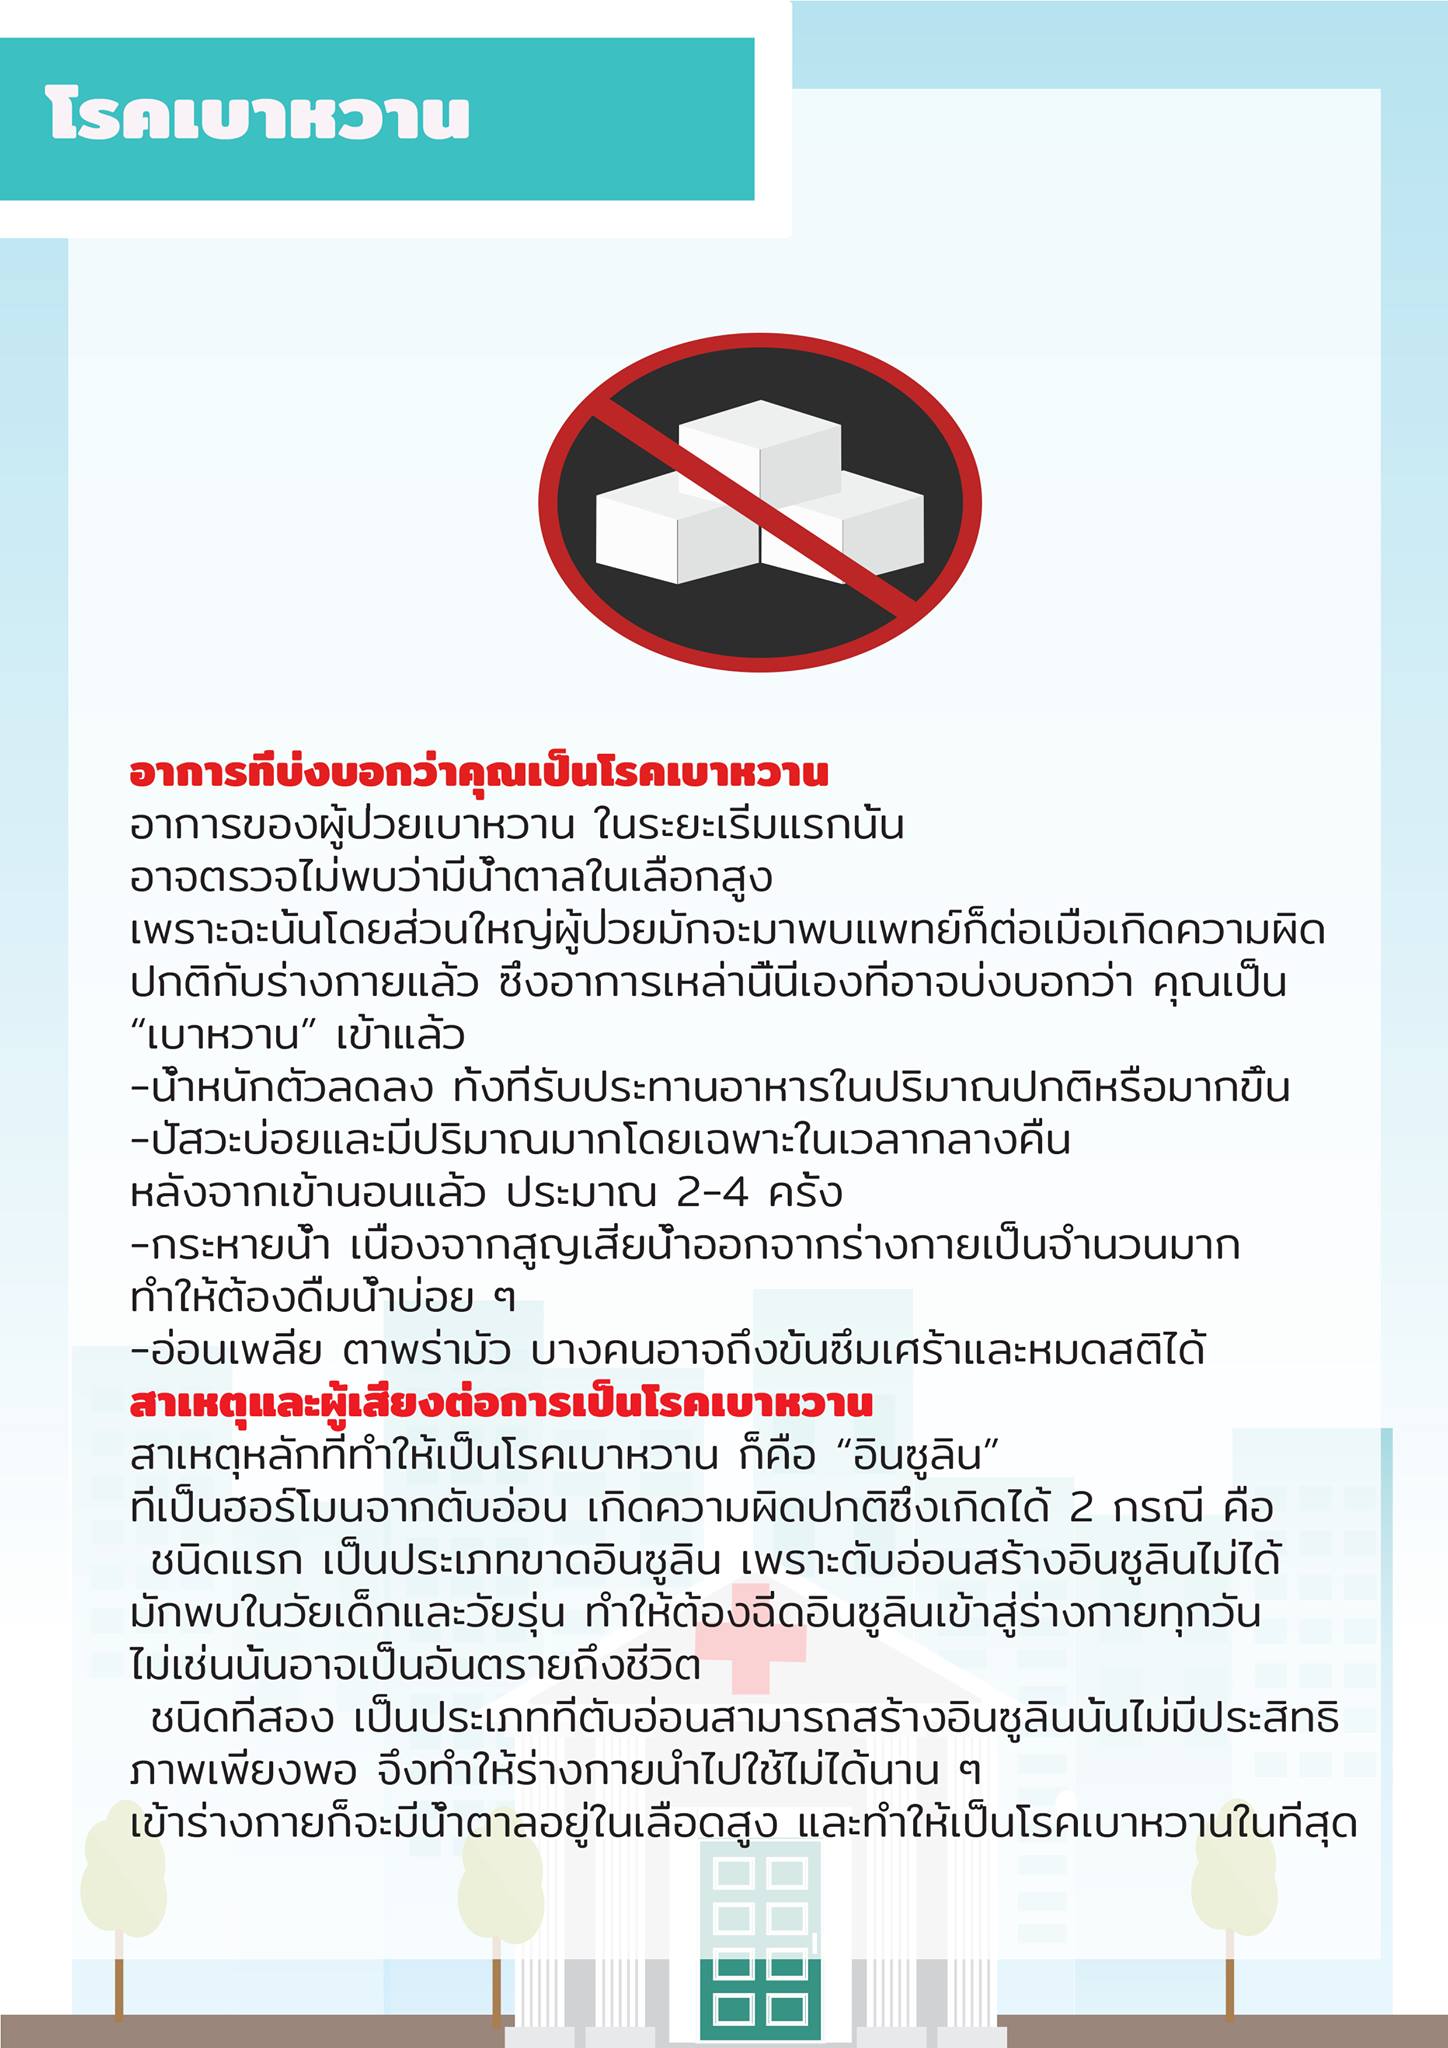 โรคเบาหวาน
อาการที่บ่งบอกว่าคุณเป็นโรคเบาหวาน
อาการของผู้ป่วยเบาหวาน ในระยะเริ่มแรกนั้น
อาจตรวจไม่พบว่ามีน้ำตาลในเลือกสูง
เพราะฉะนั้นโดยส่วนใหญ่ผู้ป่วยมักจะมาพบแพทย์ก็ต่อเมื่อเกิดความผิด
ปกติกับร่างกายแล้ว ซึ่งอาการเหล่านี้นี่เองที่อาจบ่งบอกว่า คุณเป็น
“เบาหวาน” เข้าแล้ว
-น้ำหนักตัวลดลง ทั้งที่รับประทานอาหารในปริมาณปกติหรือมากขึ้น
-ปัสวะบ่อยและมีปริมาณมากโดยเฉพาะในเวลากลางคืน
หลังจากเข้านอนแล้ว ประมาณ 2-4 ครั้ง
-กระหายน้ำ เนื่องจากสูญเสียน้ำออกจากร่างกายเป็นจำนวนมาก
ทำให้ต้องดื่มน้ำบ่อย ๆ
-อ่อนเพลีย ตาพร่ามัว บางคนอาจถึงขั้นซึมเศร้าและหมดสติได้
สาเหตุและผู้เสี่ยงต่อการเป็นโรคเบาหวาน
สาเหตุหลักที่ทำให้เป็นโรคเบาหวาน ก็คือ “อินซูลิน”
ที่เป็นฮอร์โมนจากตับอ่อน เกิดความผิดปกติซึ่งเกิดได้ 2 กรณี คือ
ชนิดแรก เป็นประเภทขาดอินซูลิน เพราะตับอ่อนสร้างอินซูลินไม่ได้
มักพบในวัยเด็กและวัยรุ่น ทำให้ต้องฉีดอินซูลินเข้าสู่ร่างกายทุกวัน
ไม่เช่นนั้นอาจเป็นอันตรายถึงชีวิต
ชนิดที่สอง เป็นประเภทที่ตับอ่อนสามารถสร้างอินซูลินนั้นไม่มีประสิทธิ
ภาพเพียงพอ จึงทำให้ร่างกายนำไปใช้ไม่ได้นาน ๆ
เข้าร่างกายก็จะมีน้ำตาลอยู่ในเลือดสูง และทำให้เป็นโรคเบาหวานในที่สุด